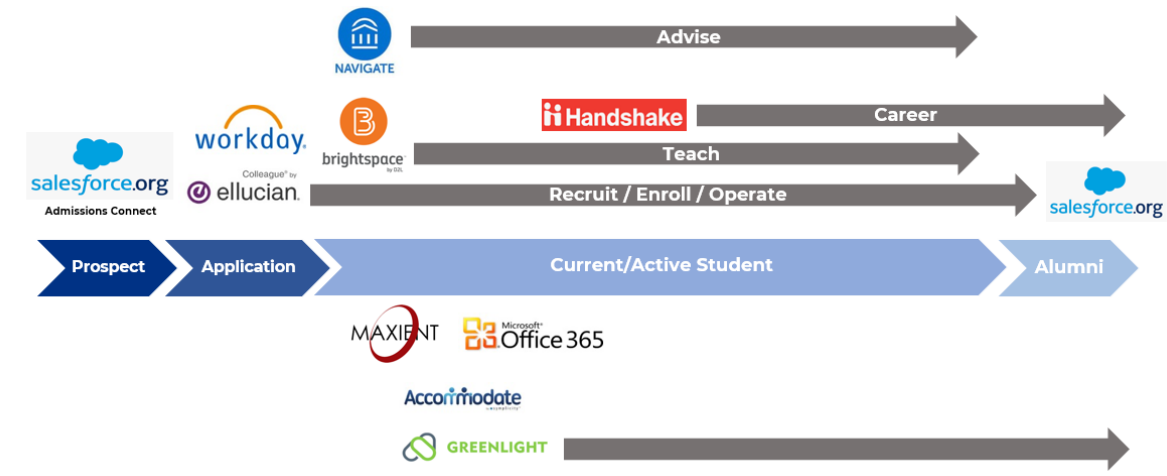 NAVIGATE
Advise
workday.
brightspace
by D2L
Handshake
Career
Teach
salesforce.org
Admissions Connect
Colleague® by
ellucian.
Recruit / Enroll / Operate
salesforce.org
Prospect
Application
Current/Active Student
Alumni
MAXIENT
Microsoft®
Office 365
Accommodate
GREENLIGHT